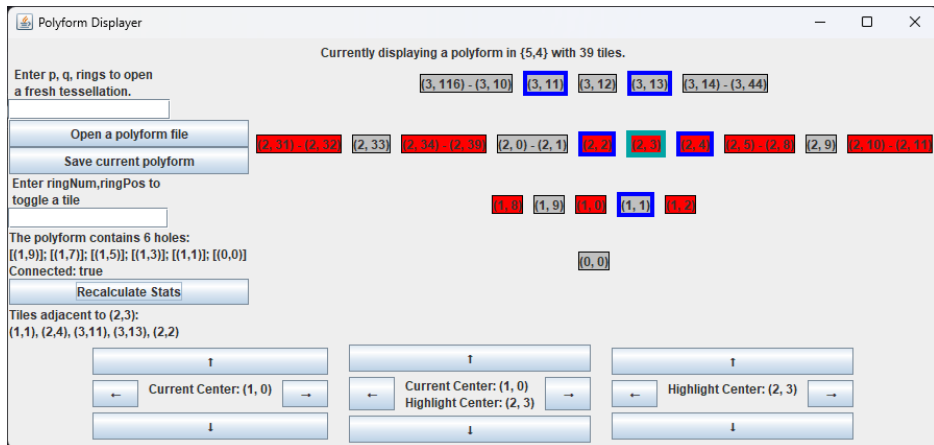 Polyform Displayer
Currently displaying a polyform in {5,4} with 39 tiles.
Enter p, q, rings to open
a fresh tessellation.
(3, 116) - (3, 10) (3, 11) (3, 12) (3, 13) (3, 14) - (3, 44)
Open a polyform file
(2, 31) - (2, 32) (2, 33) (2, 34) - (2, 39) (2, 0) - (2, 1) (2, 2) (2, 3) (2, 4) (2, 5) - (2, 8) (2, 9) (2, 10) - (2, 11)
Save current polyform
Enter ringNum,ringPos to
toggle a tile
(1, 8) (1, 9) (1, 0) (1, 1) (1, 2)
The polyform contains 6 holes:
[(1,9)]; [(1,7)]; [(1,5)]; [(1,3)]; [(1,1)]; [(0,0)]
Connected: true
(0, 0)
Recalculate Stats
Tiles adjacent to (2,3):
(1,1), (2,4), (3,11), (3,13), (2,2)
↑ ↑ ↑
← Current Center: (1, 0) →
← Current Center: (1, 0)
Highlight Center: (2, 3) →
← Highlight Center: (2, 3) →
↓ ↓ ↓